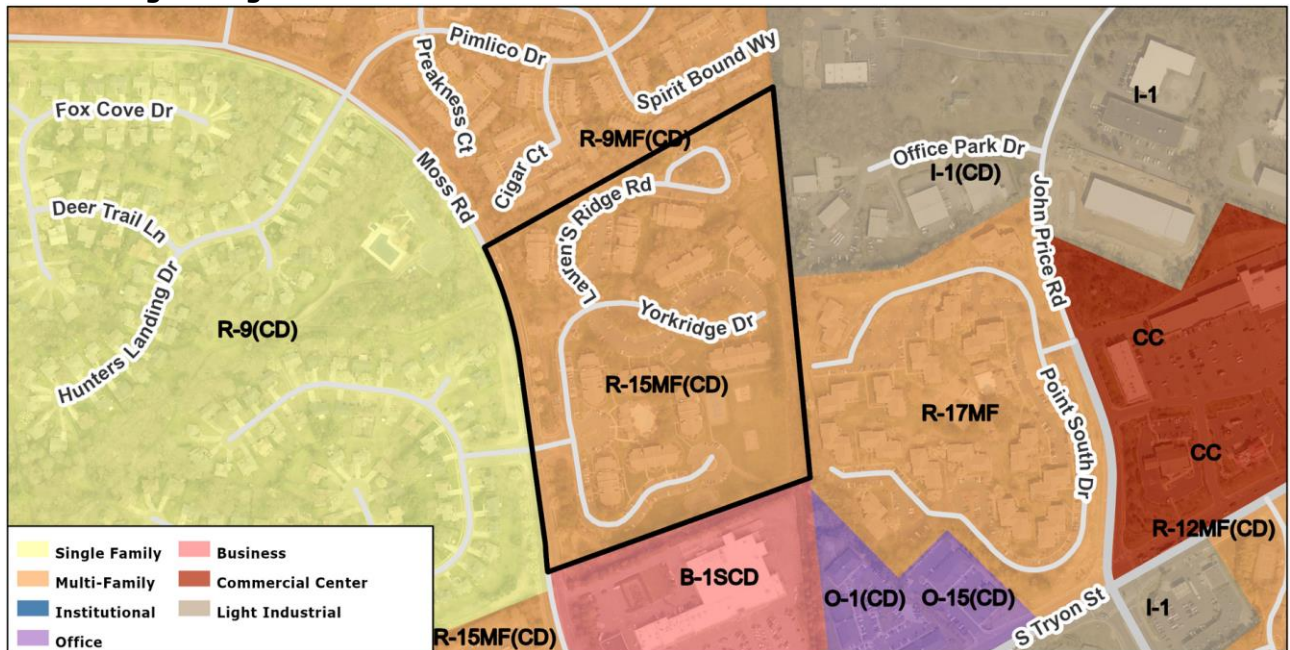 Pimlico Dr
Preakness Ct
Spirit Bound Wy
Fox Cove Dr
I-1
R-9MF(CD)
Cigar Ct
Moss Rd
Office Park Dr
I-1(CD)
Lauren'S Ridge Rd
John Price Rd
Deer Trail Ln
Hunters Landing Dr
R-9(CD)
Yorkridge Dr
CC
R-15MF(CD)
R-17MF
Point South Dr
CC
R-12MF(CD)
B-1SCD
O-1(CD)
O-15(CD)
S Tryon St
I-1
R-15MF(CD)
Single Family
Multi-Family
Institutional
Office
Business
Commercial Center
Light Industrial